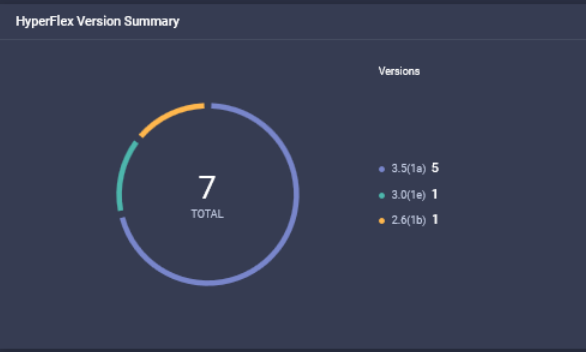 HyperFlex Version Summary
Versions
7
TOTAL
3.5(1a) 5
3.0(1e) 1
2.6(1b) 1